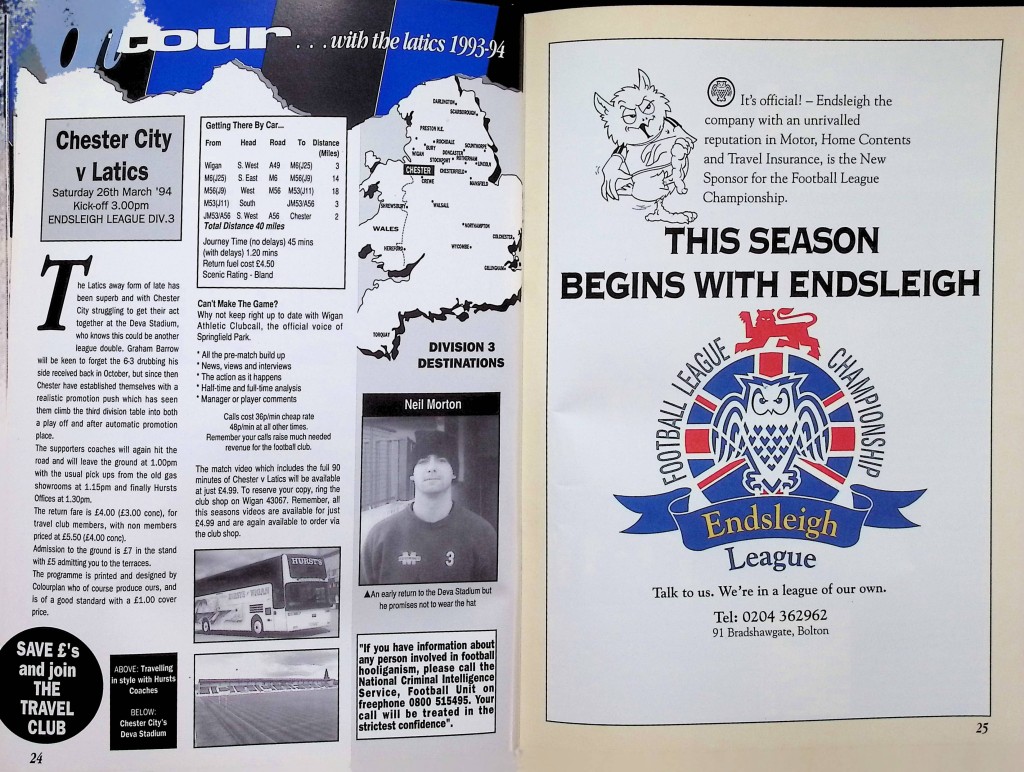 on tour ...with the latics 1993-94
Chester City
v Latics
Saturday 26th March '94
Kick-off 3.00pm
ENDSLEIGH LEAGUE DIV.3
The Latics away form of late has
been superb and with Chester
City struggling to get their act
together at the Deva Stadium,
who knows this could be another
league double. Graham Barrow
will be keen to forget the 6-3 drubbing his
side received back in October, but since then
Chester have established themselves with a
realistic promotion push which has seen
them climb the third division table into both
a play off and after automatic promotion
place.
The supporters coaches will again hit the
road and will leave the ground at 1.00pm
with the usual pick ups from the old gas
showrooms at 1.15pm and finally Hursts
Offices at 1.30pm.
The return fare is £4.00 (£3.00 conc), for
travel club members, with non members
priced at £5.50 (£4.00 conc).
Admission to the ground is £7 in the stand
with £5 admitting you to the terraces.
The programme is printed and designed by
Colourplan who of course produce ours, and
is of a good standard with a £1.00 cover
price.
SAVE £'s
and join
THE
TRAVEL
CLUB
ABOVE: Travelling
in style with Hursts
Coaches
BELOW:
Chester City's
Deva Stadium
24
Getting There By Car...
From Head Road To Distance
(Miles)
Wigan S. West A49 M6(J25) 3
M6(J25) S. East M6 M56(J9) 14
M56(J9) West M56 M53(J11) 18
M53(J11) South JM53/A56 3
JM53/A56 S. West A56 Chester 2
Total Distance 40 miles
Journey Time (no delays) 45 mins
(with delays) 1.20 mins
Return fuel cost £4.50
Scenic Rating - Bland
Can't Make The Game?
Why not keep right up to date with Wigan
Athletic Clubcall, the official voice of
Springfield Park.
* All the pre-match build up
* News, views and interviews
* The action as it happens
* Half-time and full-time analysis
* Manager or player comments
Calls cost 36p/min cheap rate
48p/min at all other times.
Remember your calls raise much needed
revenue for the football club.
The match video which includes the full 90
minutes of Chester v Latics will be available
at just £4.99. To reserve your copy, ring the
club shop on Wigan 43067. Remember, all
this seasons videos are available for just
£4.99 and are again available to order via
the club shop.
HURST'S
DARLINGTON
SCARBOROUGH
PRESTON N.E.
ROCHDALE
BURY
WIGAN
DONCASTER
SCUNTHORPE
STOCKPORT
ROTHERHAM
LINCOLN
CHESTER
CHESTERFIELD
CREWE
MANSFIELD
SHREWSBURY
WALSALL
WALES
NORTHAMPTON
COLCHESTER
HEREFORD
WYCOMBE
GILLINGHAM
TORQUAY
DIVISION 3
DESTINATIONS
Neil Morton
3
▲An early return to the Deva Stadium but
he promises not to wear the hat
"If you have information about
any person involved in football
hooliganism, please call the
National Criminal Intelligence
Service, Football Unit on
freephone 0800 515495. Your
call will be treated in the
strictest confidence".
It's official! – Endsleigh the
company with an unrivalled
reputation in Motor, Home Contents
and Travel Insurance, is the New
Sponsor for the Football League
Championship.
THIS SEASON
BEGINS WITH ENDSLEIGH
FOOTBALL LEAGUE CHAMPIONSHIP
Endsleigh
League
Talk to us. We're in a league of our own.
Tel: 0204 362962
91 Bradshawgate, Bolton
25